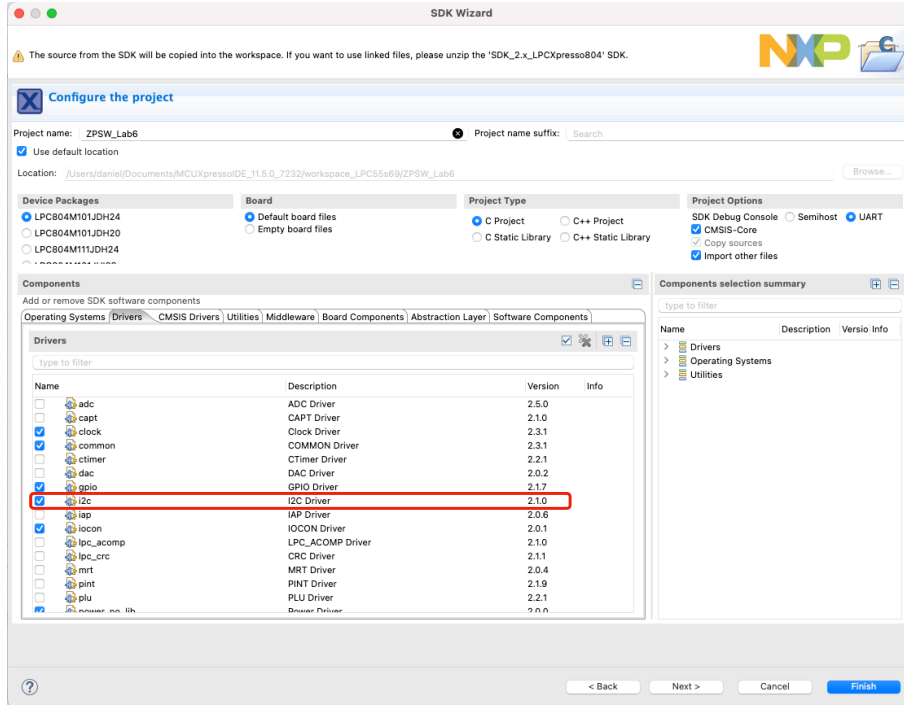 SDK Wizard
The source from the SDK will be copied into the workspace. If you want to use linked files, please unzip the 'SDK_2.x_LPCXpresso804' SDK.
NXP
C
X
Configure the project
Project name: ZPSW_Lab6 Project name suffix: Search
Use default location
Location: /Users/daniel/Documents/MCUXpressoIDE_11.5.0_7232/workspace_LPC55s69/ZPSW_Lab6 Browse...
Device Packages Board Project Type Project Options
LPC804M101JDH24 Default board files C Project C++ Project SDK Debug Console Semihost UART
LPC804M101JDH20 Empty board files C Static Library C++ Static Library CMSIS-Core
LPC804M111JDH24 Copy sources
Import other files
Components Components selection summary
Add or remove SDK software components type to filter
Operating Systems Drivers CMSIS Drivers Utilities Middleware Board Components Abstraction Layer Software Components
Name Description Versio Info
Drivers
Operating Systems
Utilities
Drivers
type to filter
Name Description Version Info
adc ADC Driver 2.5.0
capt CAPT Driver 2.1.0
clock Clock Driver 2.3.1
common COMMON Driver 2.3.1
ctimer CTimer Driver 2.2.1
dac DAC Driver 2.0.2
gpio GPIO Driver 2.1.7
i2c I2C Driver 2.1.0
iap IAP Driver 2.0.6
iocon IOCON Driver 2.0.1
lpc_acomp LPC_ACOMP Driver 2.1.0
lpc_crc CRC Driver 2.1.1
mrt MRT Driver 2.0.4
pint PINT Driver 2.1.9
plu PLU Driver 2.2.1
power_no_lib Power Driver 2.0.0
? < Back Next > Cancel Finish